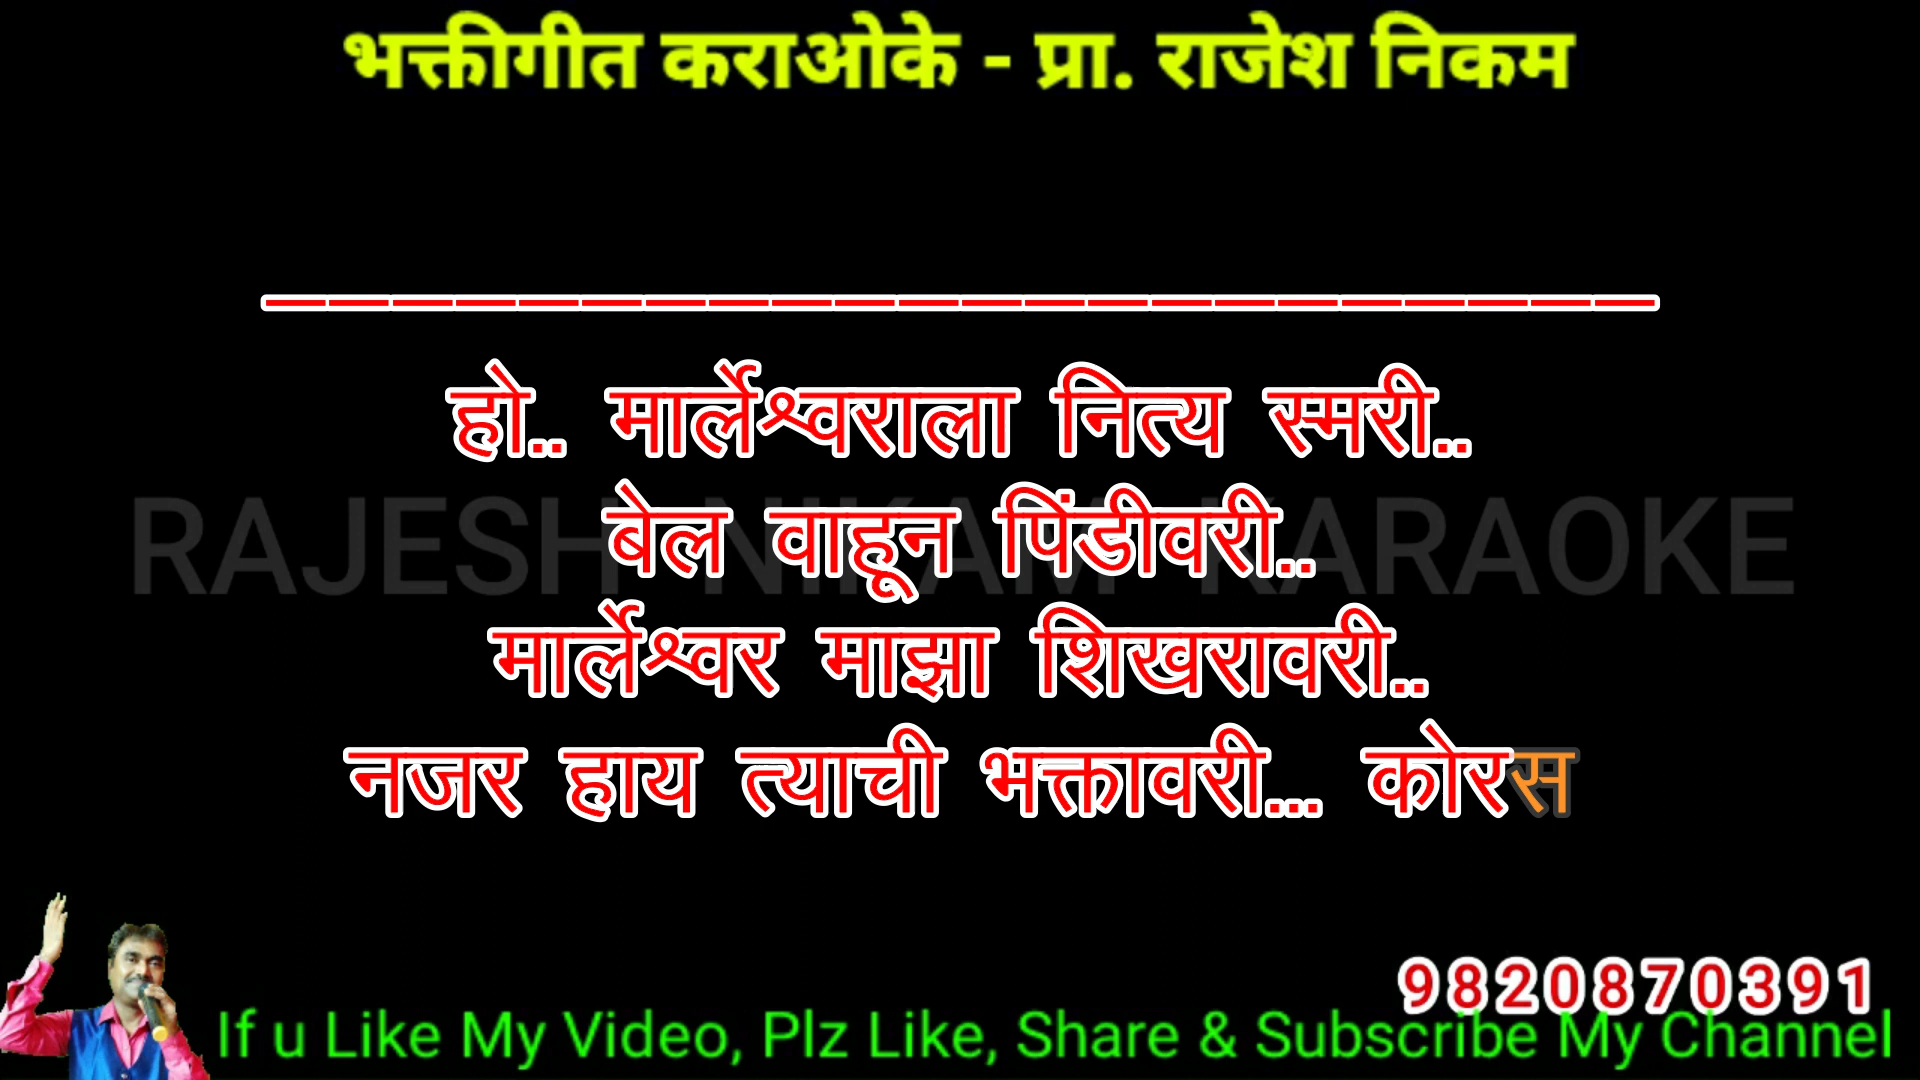 भक्तीगीत कराओके - प्रा. राजेश निकम
______________________
हो.. मार्लेश्वराला नित्य स्मरी..
बेल वाहून पिंडीवरी..
RAJESH NIKAM KARAOKE
मार्लेश्वर माझा शिखरावरी..
नजर हाय त्याची भक्तावरी... कोरस
9820870391
If u Like My Video, Plz Like, Share & Subscribe My Channel